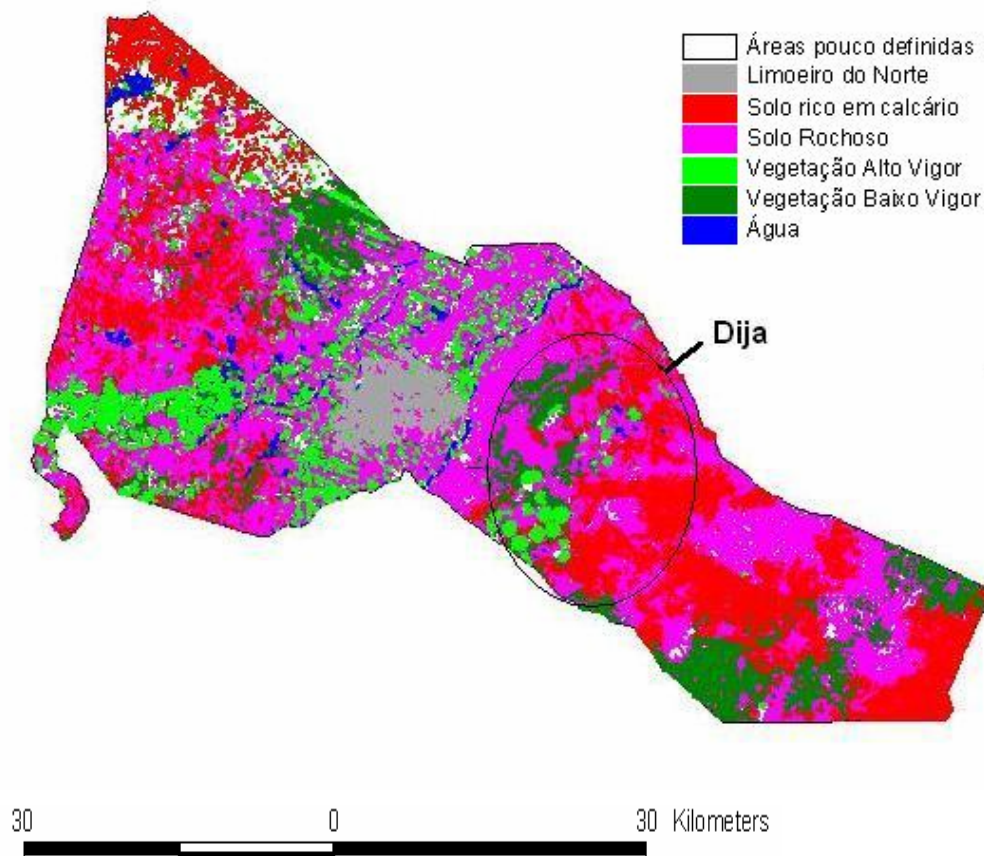 Áreas pouco definidas
Limoeiro do Norte
Solo rico em calcário
Solo Rochoso
Vegetação Alto Vigor
Vegetação Baixo Vigor
Água
Dija
30 0 30 Kilometers